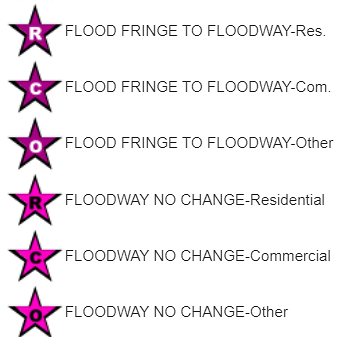 R FLOOD FRINGE TO FLOODWAY-Res.
C FLOOD FRINGE TO FLOODWAY-Com.
O FLOOD FRINGE TO FLOODWAY-Other
R FLOODWAY NO CHANGE-Residential
C FLOODWAY NO CHANGE-Commercial
O FLOODWAY NO CHANGE-Other